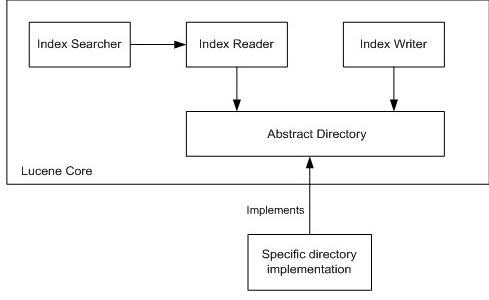 Index Searcher
Index Reader
Index Writer
Abstract Directory
Lucene Core
Implements
Specific directory
implementation